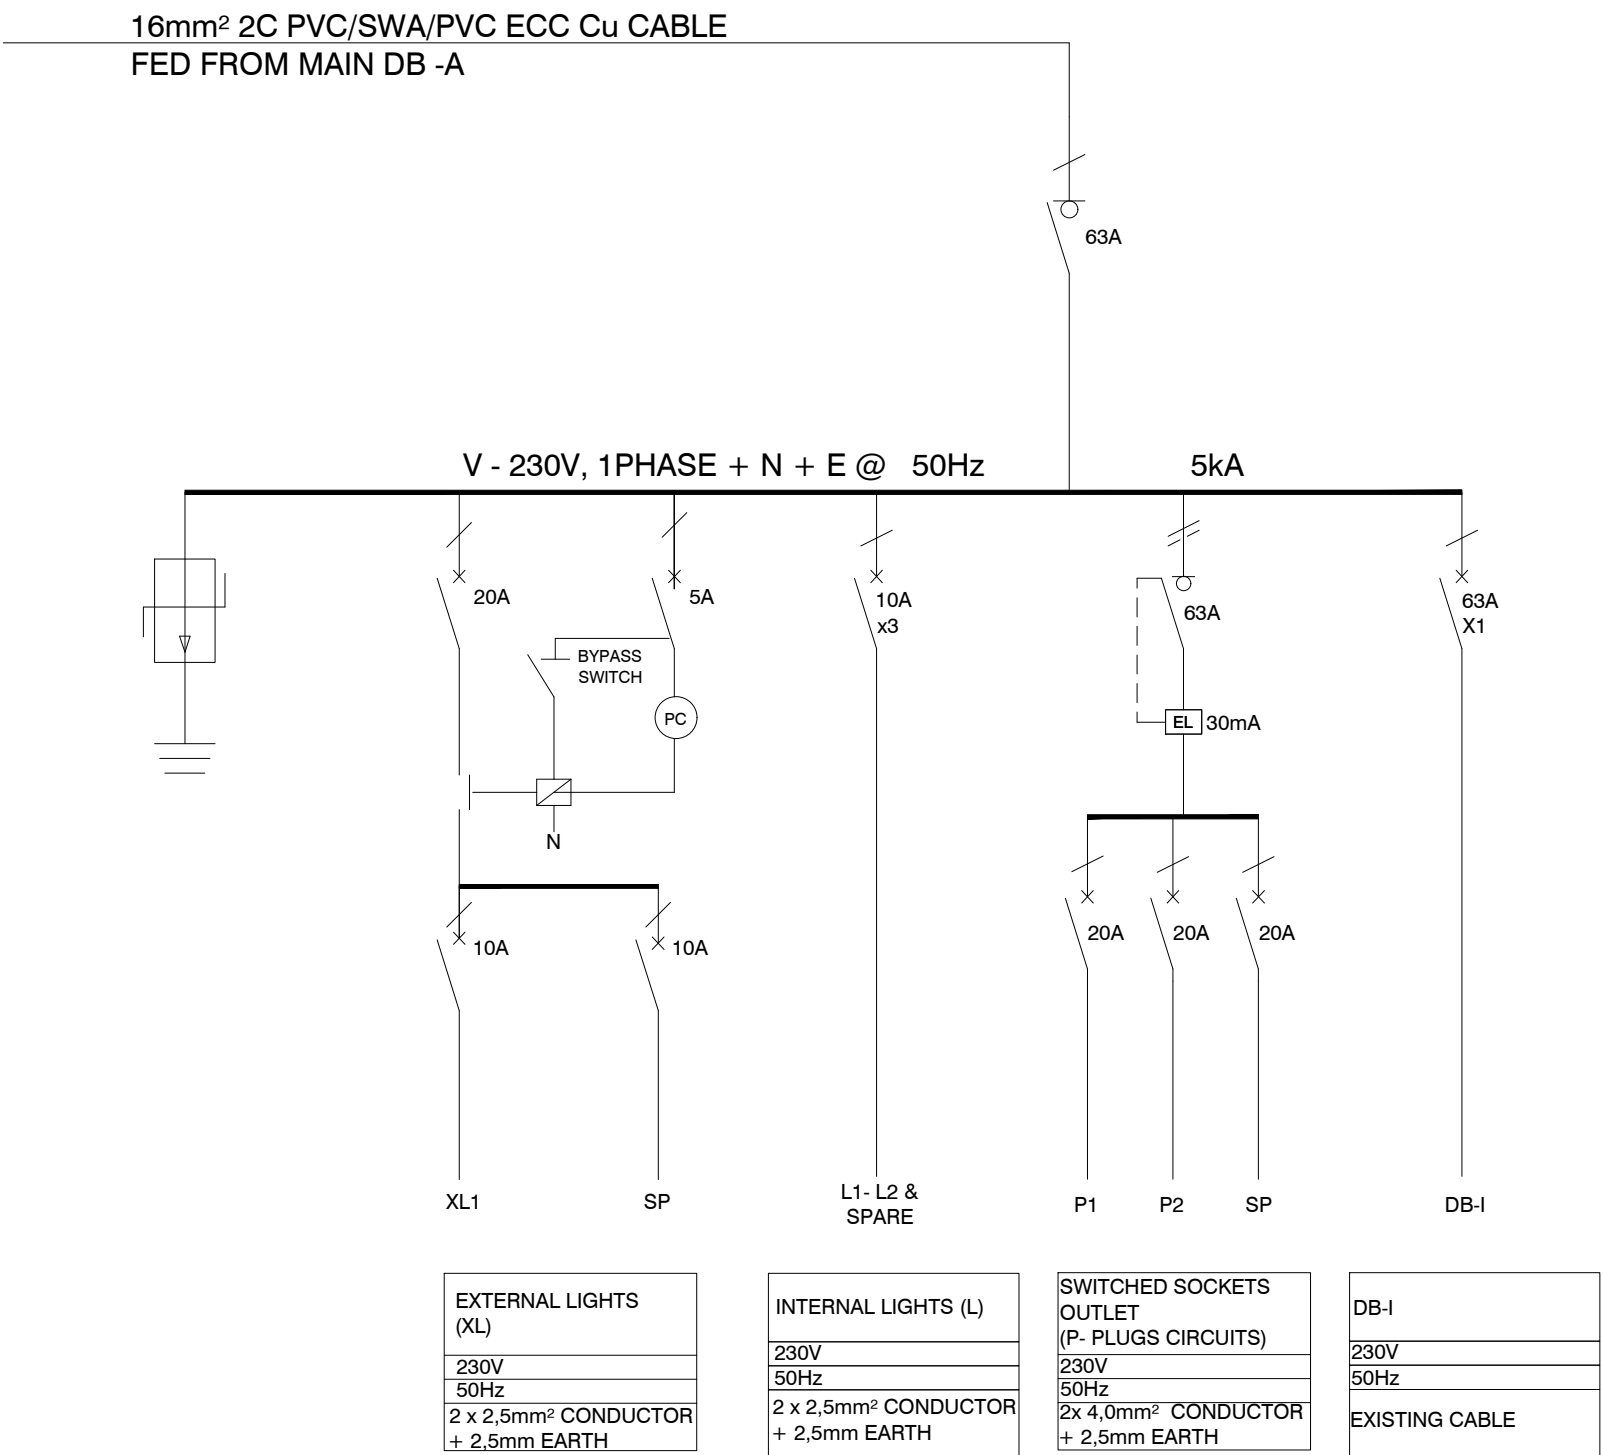 16mm² 2C PVC/SWA/PVC ECC Cu CABLE
FED FROM MAIN DB -A
63A
V - 230V, 1PHASE + N + E @ 50Hz
5kA
20A
5A
10A
x3
63A
63A
X1
BYPASS
SWITCH
PC
EL
30mA
N
10A
10A
20A
20A
20A
XL1
SP
L1- L2 &
SPARE
P1
P2
SP
DB-I
EXTERNAL LIGHTS
(XL)
230V
50Hz
2 x 2,5mm² CONDUCTOR
+ 2,5mm EARTH
INTERNAL LIGHTS (L)
230V
50Hz
2 x 2,5mm² CONDUCTOR
+ 2,5mm EARTH
SWITCHED SOCKETS
OUTLET
(P- PLUGS CIRCUITS)
230V
50Hz
2x 4,0mm² CONDUCTOR
+ 2,5mm EARTH
DB-I
230V
50Hz
EXISTING CABLE